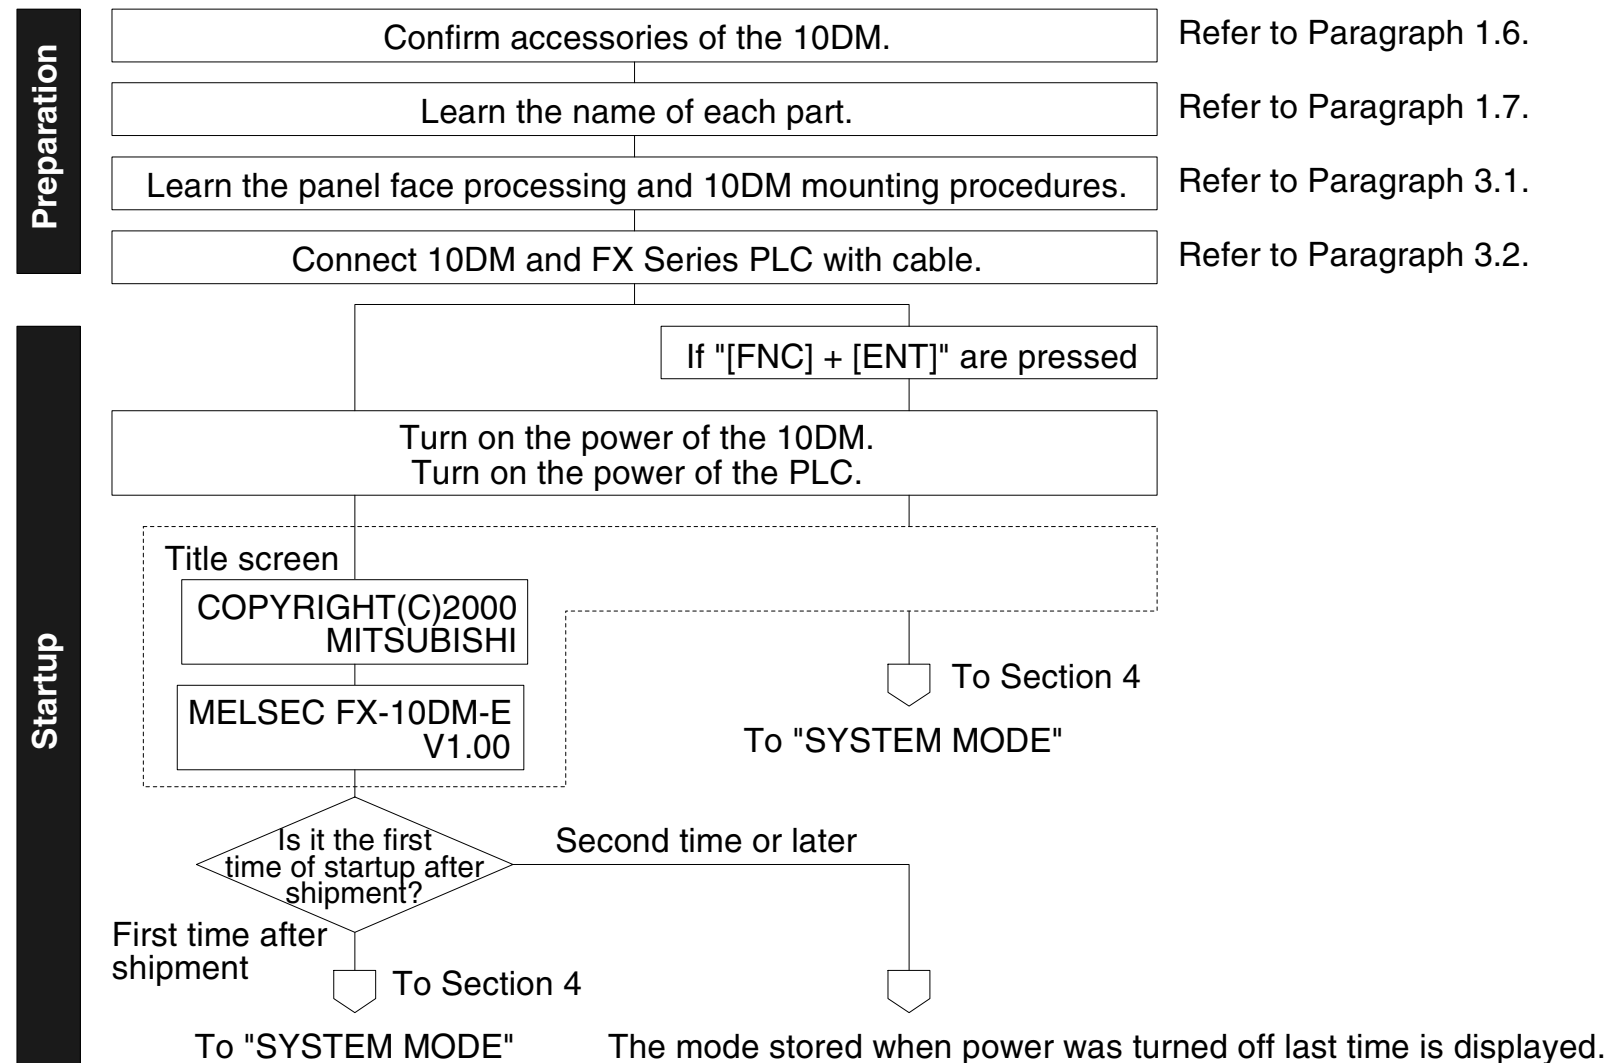 Preparation
Confirm accessories of the 10DM.
Refer to Paragraph 1.6.
Learn the name of each part.
Refer to Paragraph 1.7.
Learn the panel face processing and 10DM mounting procedures.
Refer to Paragraph 3.1.
Connect 10DM and FX Series PLC with cable.
Refer to Paragraph 3.2.
Startup
If "[FNC] + [ENT]" are pressed
Turn on the power of the 10DM.
Turn on the power of the PLC.
Title screen
COPYRIGHT(C)2000
MITSUBISHI
MELSEC FX-10DM-E
V1.00
To Section 4
To "SYSTEM MODE"
Is it the first
time of startup after
shipment?
Second time or later
First time after
shipment
To Section 4
To "SYSTEM MODE"
The mode stored when power was turned off last time is displayed.